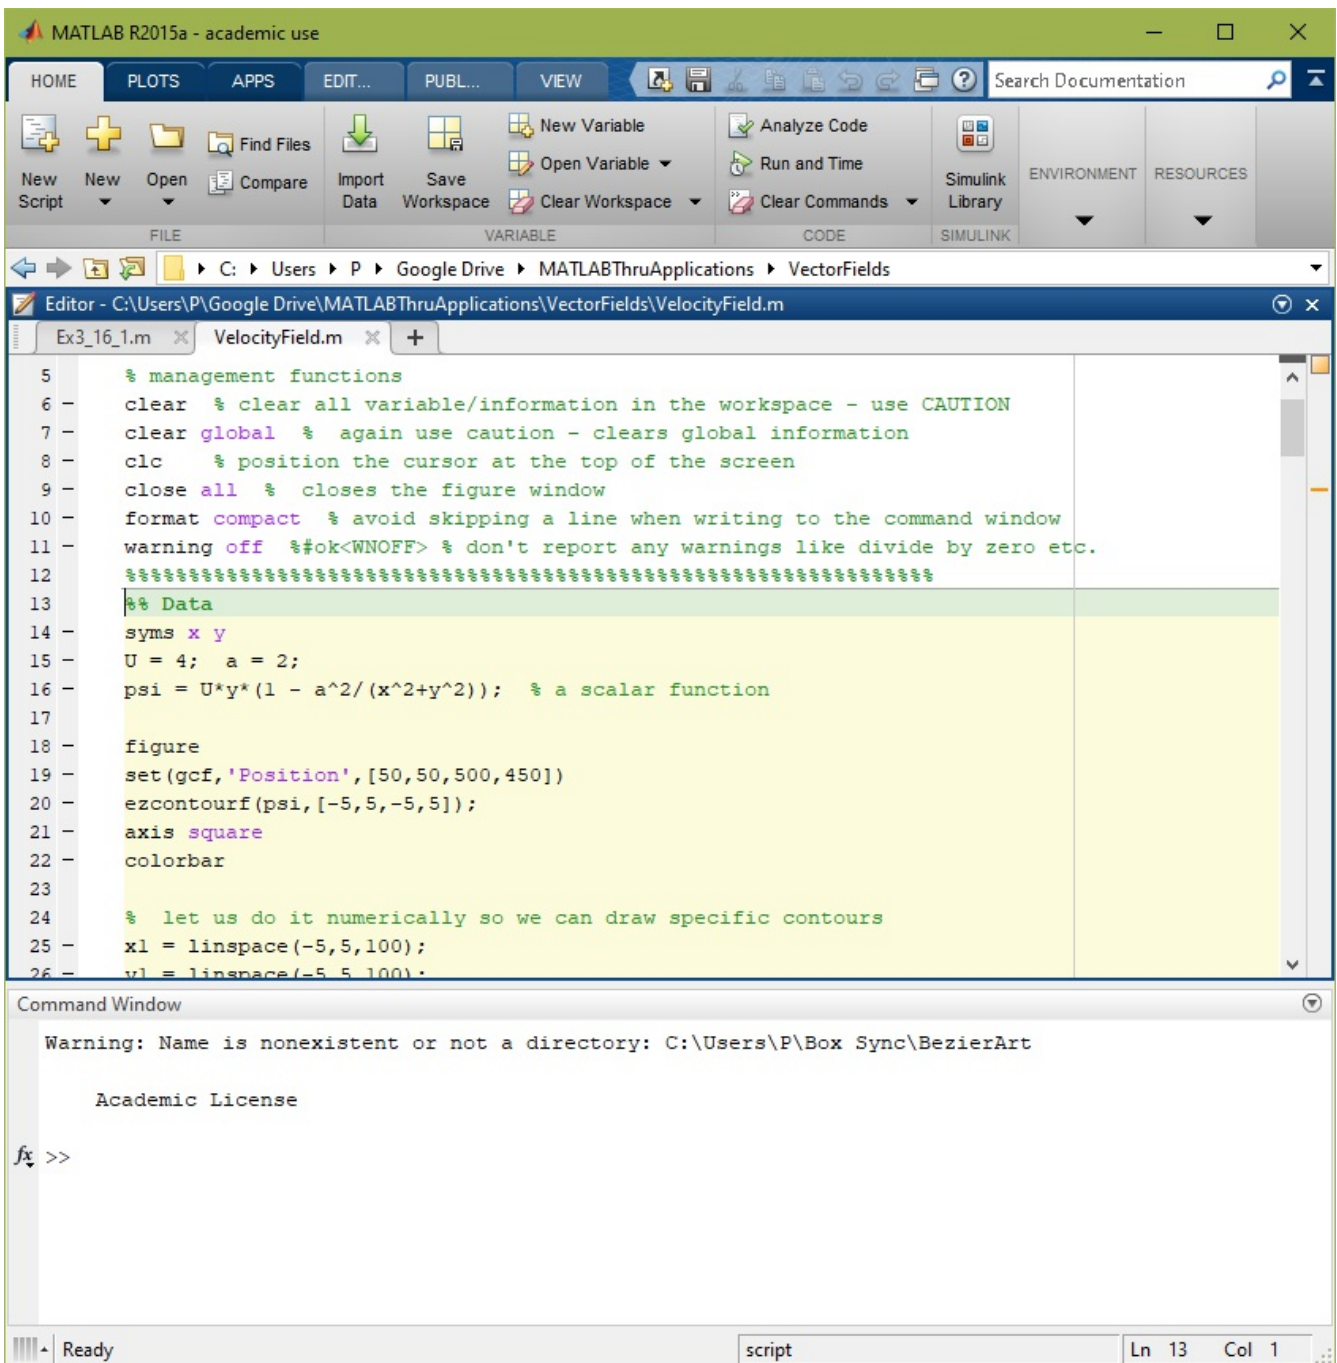 MATLAB R2015a - academic use
HOME PLOTS APPS EDIT... PUBL... VIEW Search Documentation
New Script New Open Find Files Compare Import Data Save Workspace New Variable Open Variable Clear Workspace Analyze Code Run and Time Clear Commands Simulink Library ENVIRONMENT RESOURCES
FILE VARIABLE CODE SIMULINK
C: Users P Google Drive MATLABThruApplications VectorFields
Editor - C:\Users\P\Google Drive\MATLABThruApplications\VectorFields\VelocityField.m
Ex3_16_1.m VelocityField.m +
5 % management functions
6 – clear % clear all variable/information in the workspace - use CAUTION
7 – clear global % again use caution - clears global information
8 – clc % position the cursor at the top of the screen
9 – close all % closes the figure window
10 – format compact % avoid skipping a line when writing to the command window
11 – warning off %#ok<WNOFF> % don't report any warnings like divide by zero etc.
12 %%%%%%%%%%%%%%%%%%%%%%%%%%%%%%%%%%%%%%%%%%%%%%%%%%%%%%%%%%%%%%%%
13 %% Data
14 – syms x y
15 – U = 4; a = 2;
16 – psi = U*y*(1 - a^2/(x^2+y^2)); % a scalar function
17
18 – figure
19 – set(gcf,'Position',[50,50,500,450])
20 – ezcontourf(psi,[-5,5,-5,5]);
21 – axis square
22 – colorbar
23
24 % let us do it numerically so we can draw specific contours
25 – x1 = linspace(-5,5,100);
26 – y1 = linspace(-5,5,100);
Command Window
Warning: Name is nonexistent or not a directory: C:\Users\P\Box Sync\BezierArt
Academic License
fx >>
Ready script Ln 13 Col 1